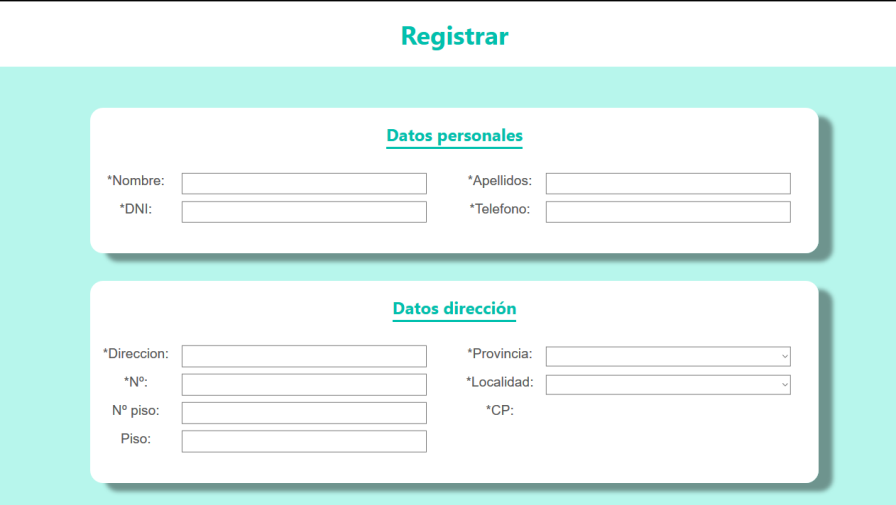 Registrar
Datos personales
*Nombre: *Apellidos:
*DNI: *Telefono:
Datos dirección
*Direccion: *Provincia:
*Nº: *Localidad:
Nº piso: *CP:
Piso: